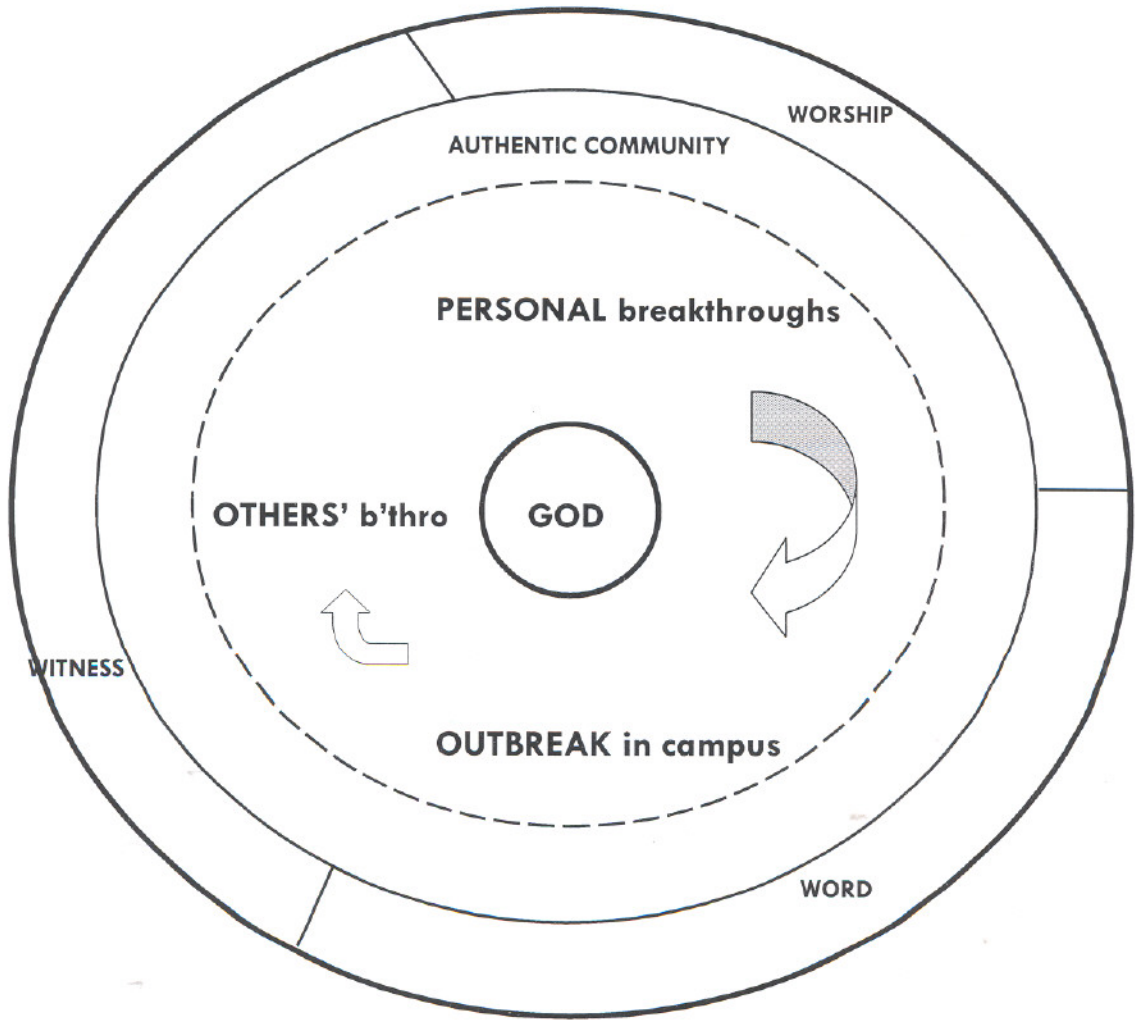 WORSHIP
AUTHENTIC COMMUNITY
PERSONAL breakthroughs
OTHERS’ b’thro
GOD
WITNESS
OUTBREAK in campus
WORD